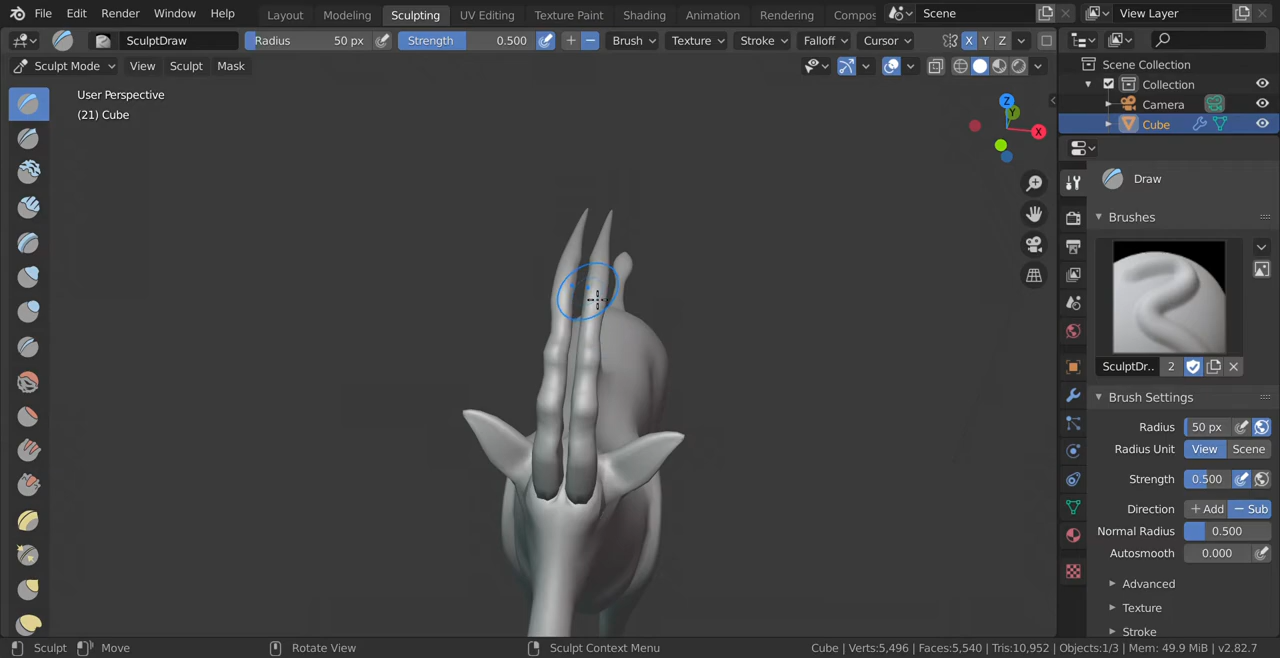 File Edit Render Window Help Layout Modeling Sculpting UV Editing Texture Paint Shading Animation Rendering Compos Scene View Layer
SculptDraw Radius 50 px Strength 0.500 Brush Texture Stroke Falloff Cursor X Y Z
Sculpt Mode View Sculpt Mask
User Perspective
(21) Cube
Z
Y
X
Scene Collection
Collection
Camera
Cube
Draw
Brushes
SculptDr.. 2
Brush Settings
Radius 50 px
Radius Unit View Scene
Strength 0.500
Direction + Add − Sub
Normal Radius 0.500
Autosmooth 0.000
Advanced
Texture
Stroke
Sculpt Move Rotate View Sculpt Context Menu Cube | Verts:5,496 | Faces:5,540 | Tris:10,952 | Objects:1/3 | Mem: 49.9 MiB | v2.82.7